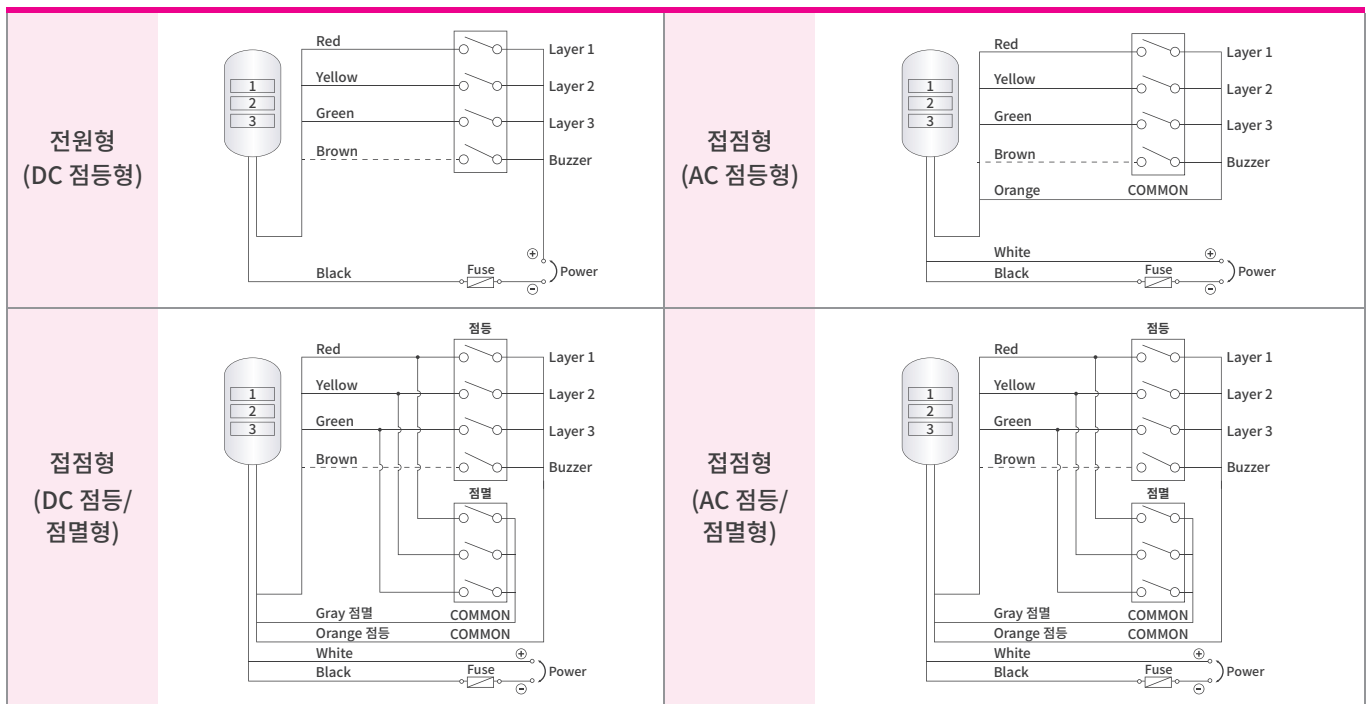 전원형
(DC 점등형)
1
2
3
Red
Yellow
Green
Brown
Layer 1
Layer 2
Layer 3
Buzzer
Black
Fuse
⊕
⊖
Power
접점형
(AC 점등형)
1
2
3
Red
Yellow
Green
Brown
Orange
COMMON
Layer 1
Layer 2
Layer 3
Buzzer
White
Black
Fuse
⊕
⊖
Power
접점형
(DC 점등/
점멸형)
1
2
3
점등
Red
Yellow
Green
Brown
Layer 1
Layer 2
Layer 3
Buzzer
점멸
Gray 점멸 COMMON
Orange 점등 COMMON
White
Black
Fuse
⊕
⊖
Power
접점형
(AC 점등/
점멸형)
1
2
3
점등
Red
Yellow
Green
Brown
Layer 1
Layer 2
Layer 3
Buzzer
점멸
Gray 점멸 COMMON
Orange 점등 COMMON
White
Black
Fuse
⊕
⊖
Power